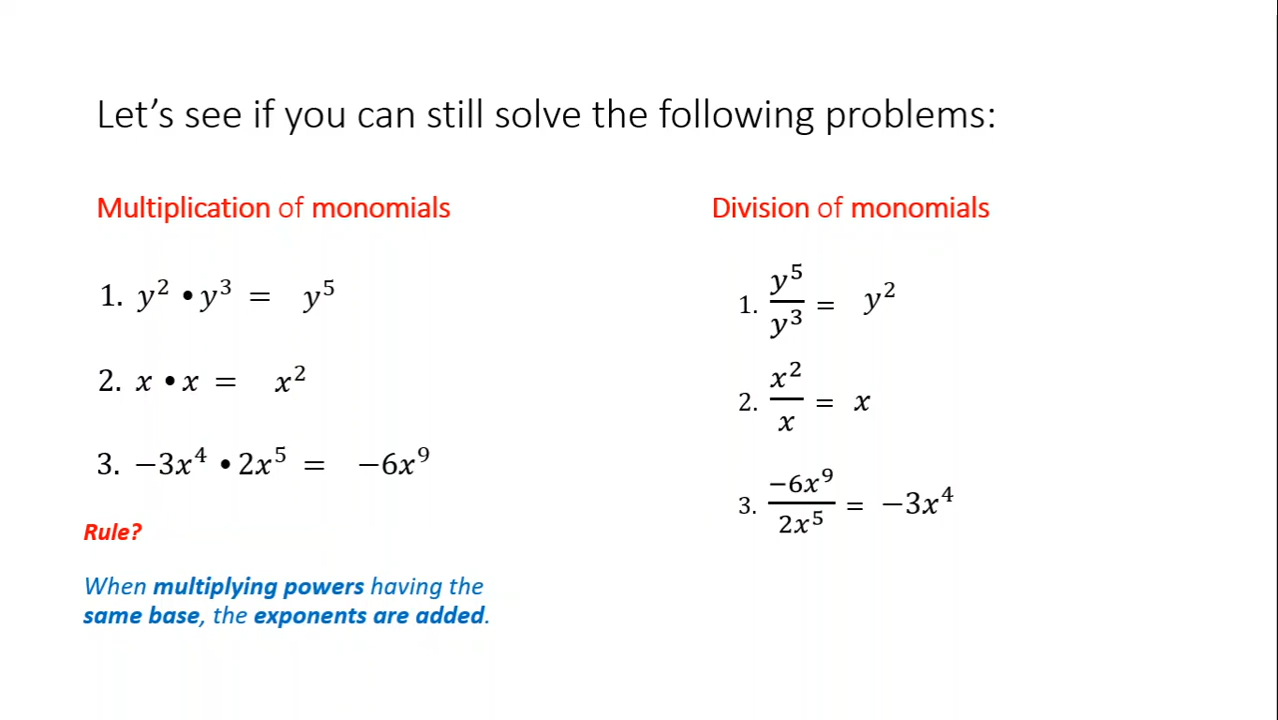 Let's see if you can still solve the following problems:
Multiplication of monomials
1. y² • y³ = y⁵
2. x • x = x²
3. −3x⁴ • 2x⁵ = −6x⁹
Rule?
When multiplying powers having the
same base, the exponents are added.
Division of monomials
1. y⁵/y³ = y²
2. x²/x = x
3. −6x⁹/2x⁵ = −3x⁴